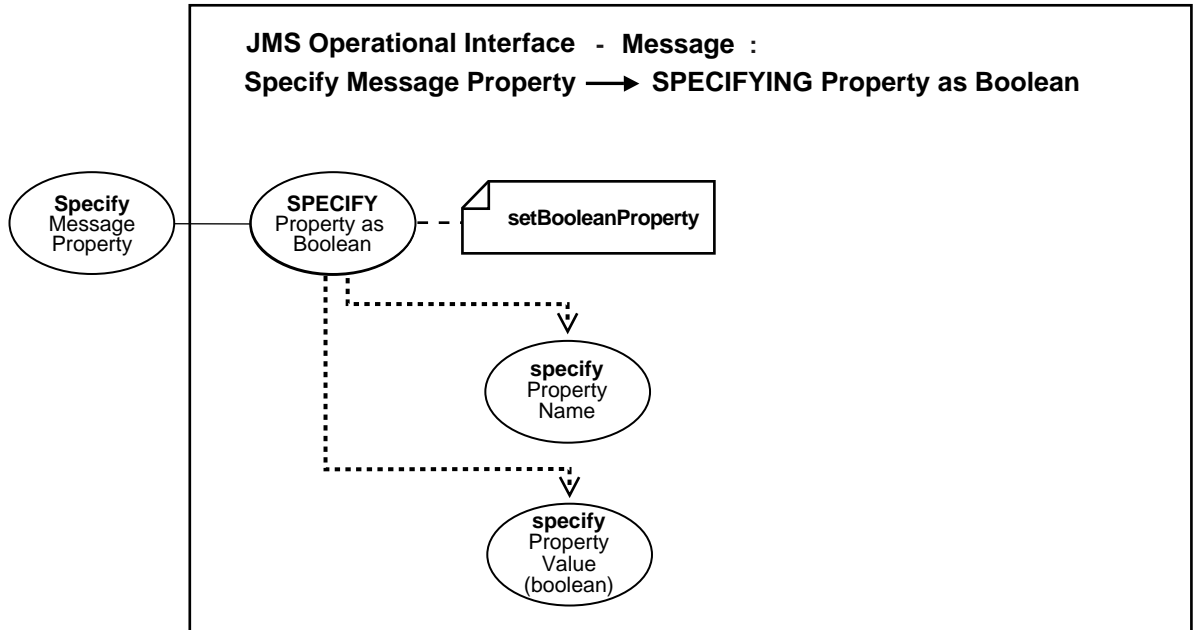 JMS Operational Interface - Message :
Specify Message Property → SPECIFYING Property as Boolean
Specify
Message
Property
SPECIFY
Property as
Boolean
setBooleanProperty
specify
Property
Name
specify
Property
Value
(boolean)